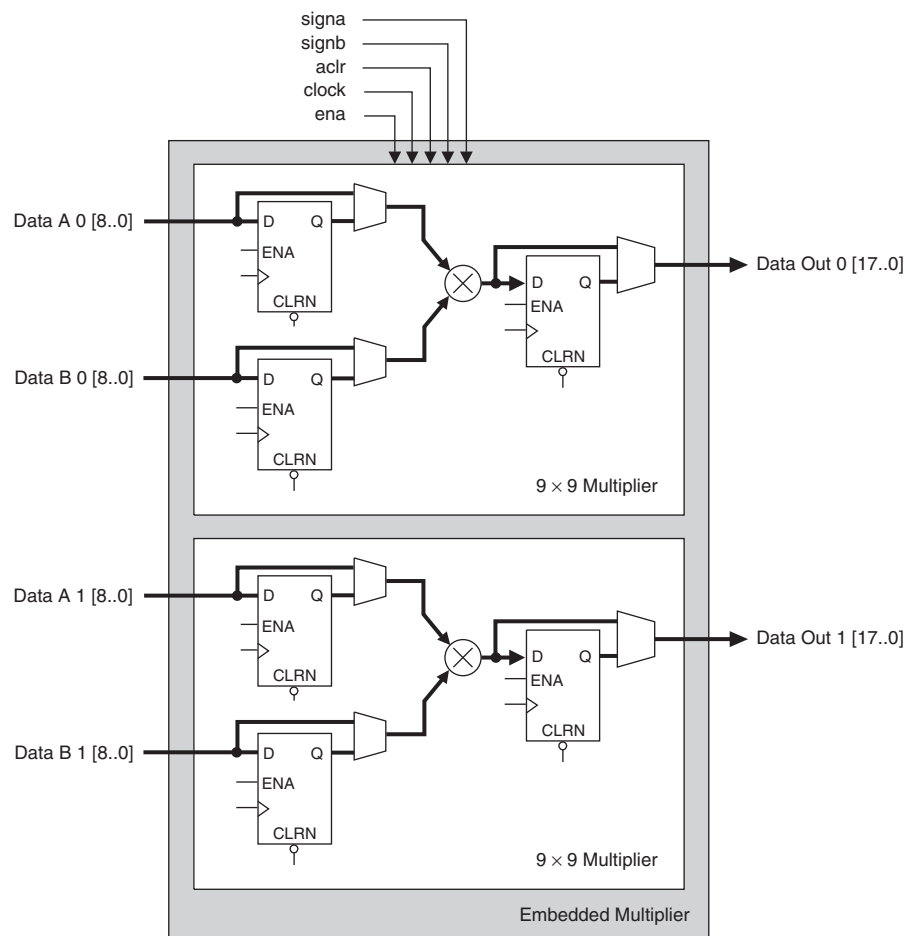 signa
signb
aclr
clock
ena
Data A 0 [8..0]
D Q
ENA
CLRN
Data B 0 [8..0]
D Q
ENA
CLRN
D Q
ENA
CLRN
Data Out 0 [17..0]
9 × 9 Multiplier
Data A 1 [8..0]
D Q
ENA
CLRN
Data B 1 [8..0]
D Q
ENA
CLRN
D Q
ENA
CLRN
Data Out 1 [17..0]
9 × 9 Multiplier
Embedded Multiplier